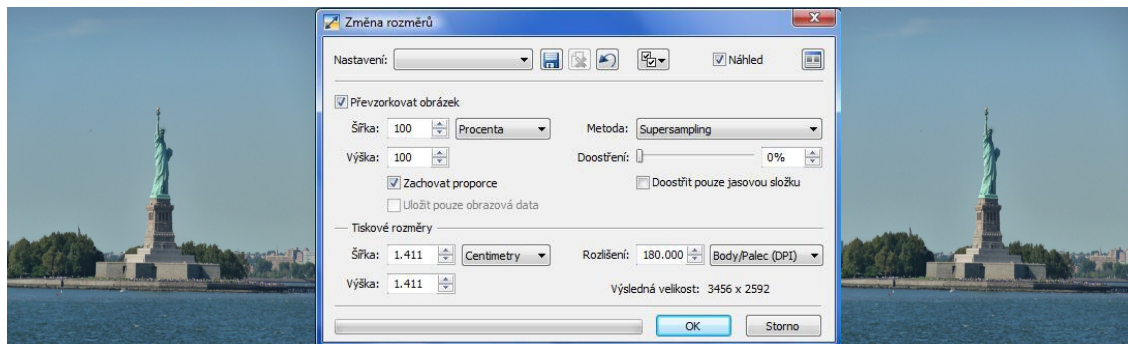 Změna rozměrů
Nastavení: Náhled
Převzorkovat obrázek
Šířka: 100 Procenta Metoda: Supersampling
Výška: 100 Doostření: 0%
Zachovat proporce Doostřit pouze jasovou složku
Uložit pouze obrazová data
Tiskové rozměry
Šířka: 1.411 Centimetry Rozlišení: 180.000 Body/Palec (DPI)
Výška: 1.411 Výsledná velikost: 3456 x 2592
OK Storno